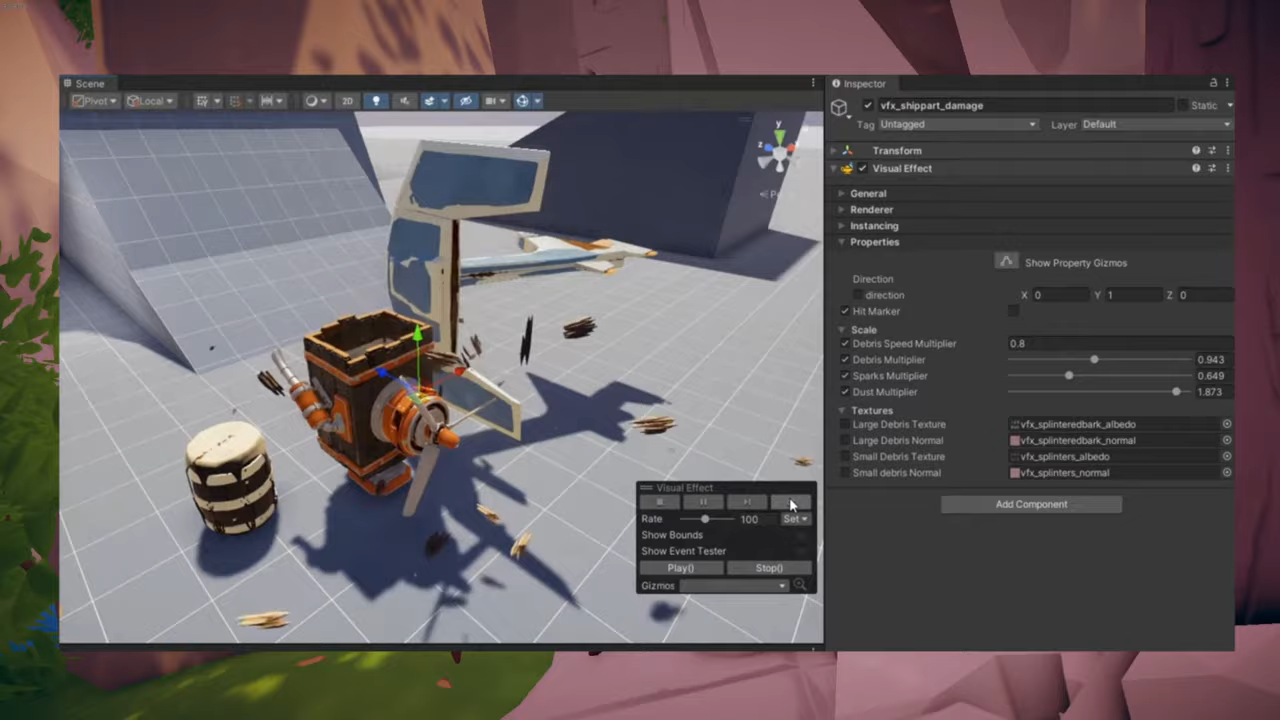 Scene
Pivot
Local
2D
y
z
Visual Effect
Rate
100
Set
Show Bounds
Show Event Tester
Play()
Stop()
Gizmos
Inspector
vfx_shippart_damage
Static
Tag Untagged
Layer Default
Transform
Visual Effect
General
Renderer
Instancing
Properties
Show Property Gizmos
Direction
direction
X 0 Y 1 Z 0
Hit Marker
Scale
Debris Speed Multiplier 0.8
Debris Multiplier 0.943
Sparks Multiplier 0.649
Dust Multiplier 1.873
Textures
Large Debris Texture vfx_splinteredbark_albedo
Large Debris Normal vfx_splinteredbark_normal
Small Debris Texture vfx_splinters_albedo
Small debris Normal vfx_splinters_normal
Add Component